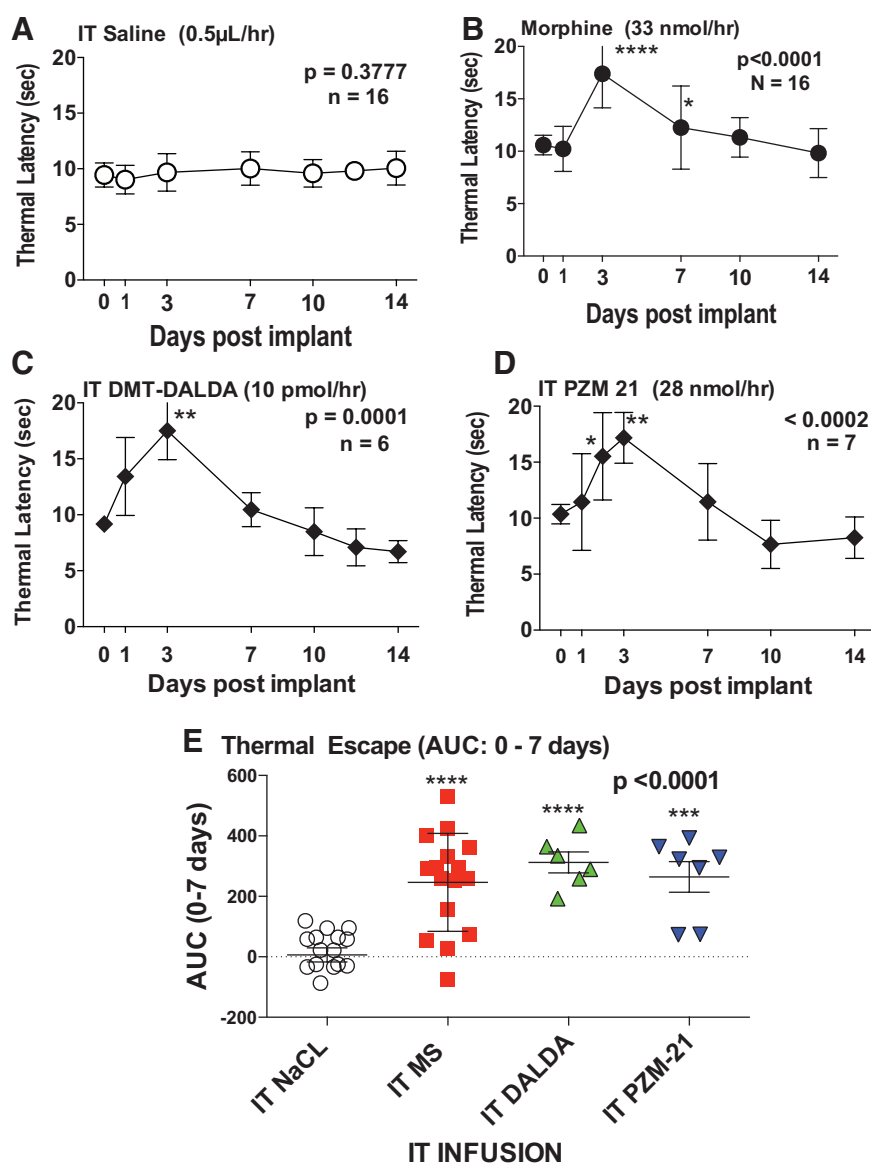 A
IT Saline (0.5µL/hr)
p = 0.3777
n = 16
Thermal Latency (sec)
20
15
10
5
0
0 1 3 7 10 14
Days post implant
B
Morphine (33 nmol/hr)
****
*
p<0.0001
N = 16
Thermal Latency (sec)
20
15
10
5
0
0 1 3 7 10 14
Days post implant
C
IT DMT-DALDA (10 pmol/hr)
**
p = 0.0001
n = 6
Thermal Latency (sec)
20
15
10
5
0
0 1 3 7 10 14
Days post implant
D
IT PZM 21 (28 nmol/hr)
*
**
< 0.0002
n = 7
Thermal Latency (sec)
20
15
10
5
0
0 1 3 7 10 14
Days post implant
E Thermal Escape (AUC: 0 - 7 days)
p <0.0001
**** **** ***
AUC (0-7 days)
600
400
200
0
-200
IT NaCL
IT MS
IT DALDA
IT PZM-21
IT INFUSION